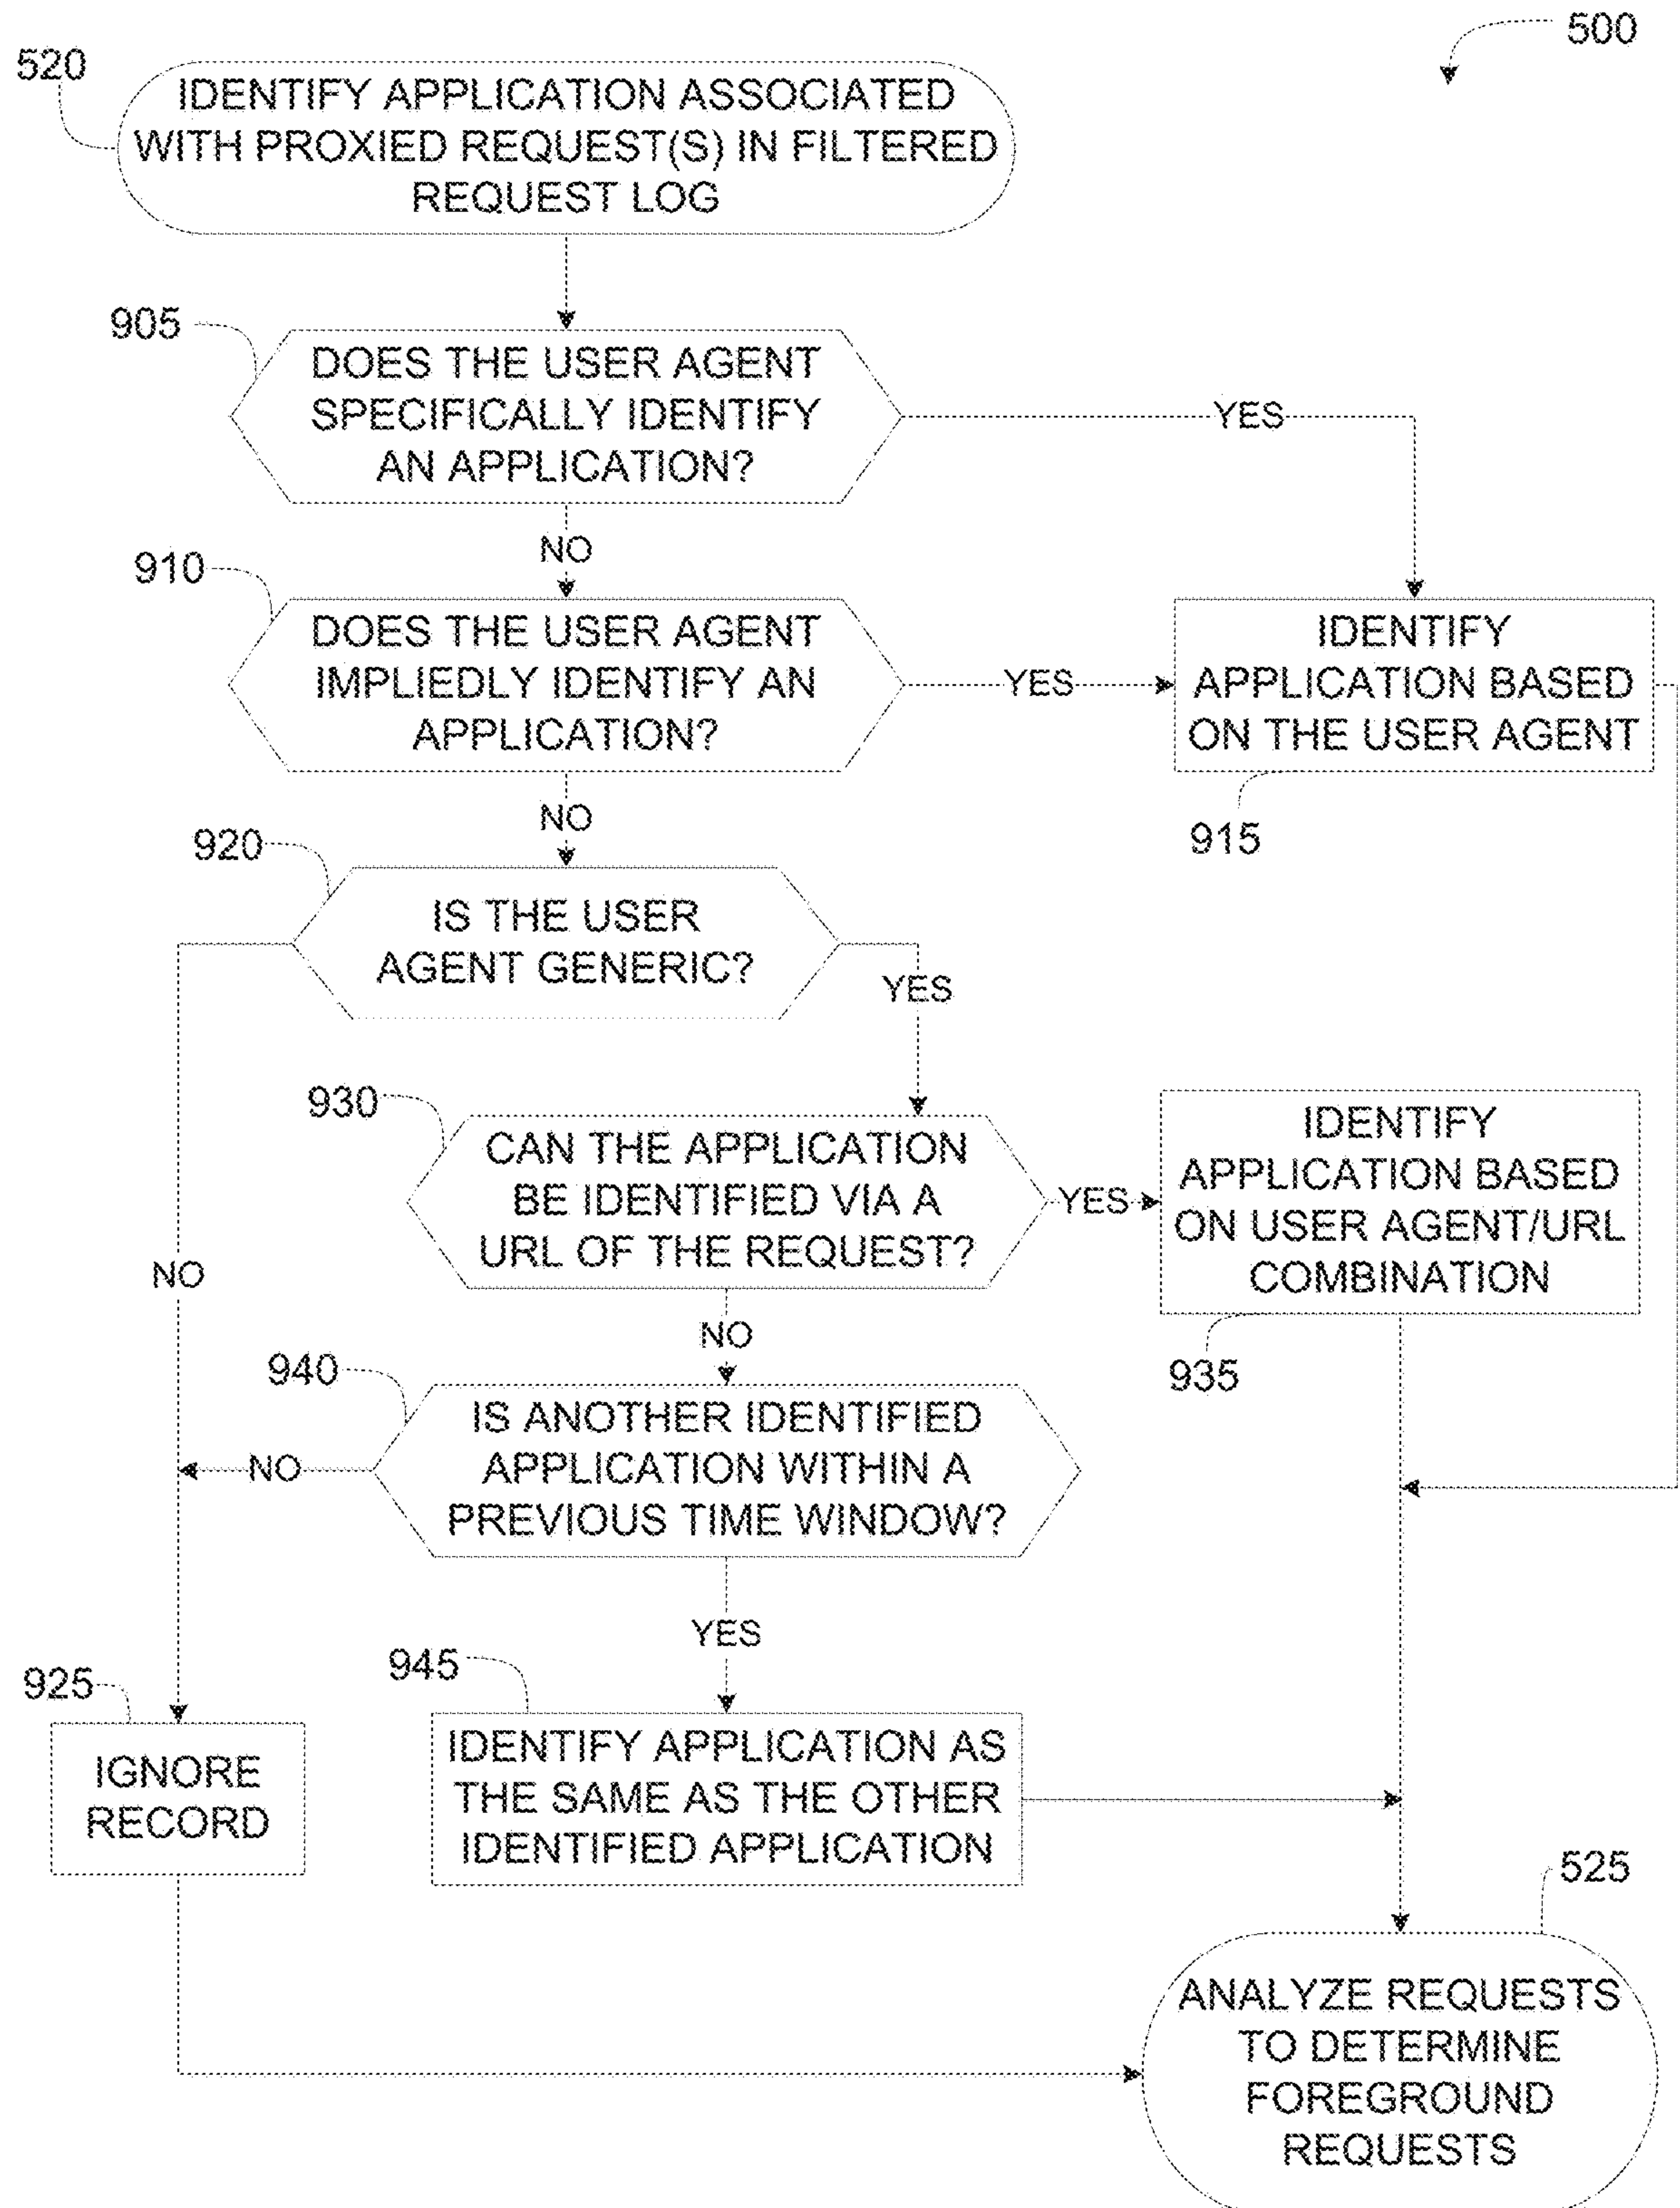 500
520
IDENTIFY APPLICATION ASSOCIATED
WITH PROXIED REQUEST(S) IN FILTERED
REQUEST LOG
905
DOES THE USER AGENT
SPECIFICALLY IDENTIFY
AN APPLICATION?
YES
NO
910
DOES THE USER AGENT
IMPLIEDLY IDENTIFY AN
APPLICATION?
YES
IDENTIFY
APPLICATION BASED
ON THE USER AGENT
915
NO
920
IS THE USER
AGENT GENERIC?
YES
NO
930
CAN THE APPLICATION
BE IDENTIFIED VIA A
URL OF THE REQUEST?
YES
IDENTIFY
APPLICATION BASED
ON USER AGENT/URL
COMBINATION
935
NO
940
IS ANOTHER IDENTIFIED
APPLICATION WITHIN A
PREVIOUS TIME WINDOW?
NO
YES
925
IGNORE
RECORD
945
IDENTIFY APPLICATION AS
THE SAME AS THE OTHER
IDENTIFIED APPLICATION
525
ANALYZE REQUESTS
TO DETERMINE
FOREGROUND
REQUESTS